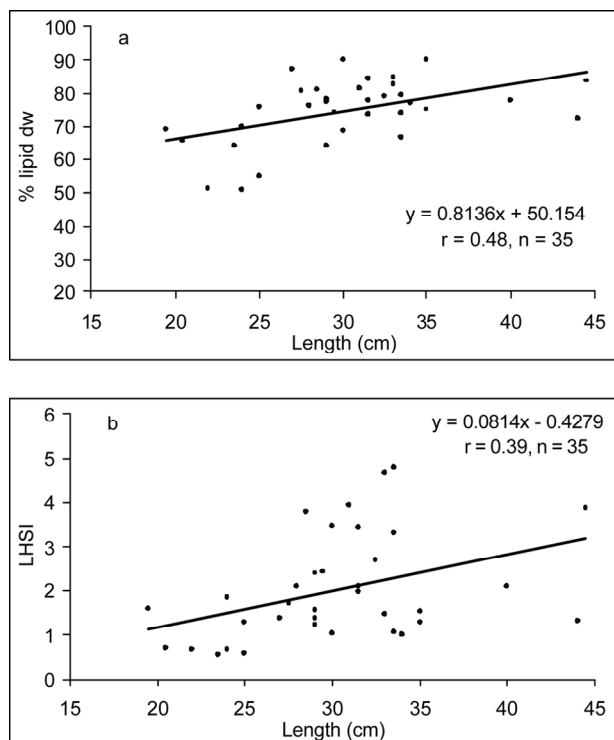 a
100
90
80
70
60
50
40
30
20
% lipid dw
y = 0.8136x + 50.154
r = 0.48, n = 35
15 20 25 30 35 40 45
Length (cm)
b
6
5
4
3
2
1
0
LHSI
y = 0.0814x - 0.4279
r = 0.39, n = 35
15 20 25 30 35 40 45
Length (cm)